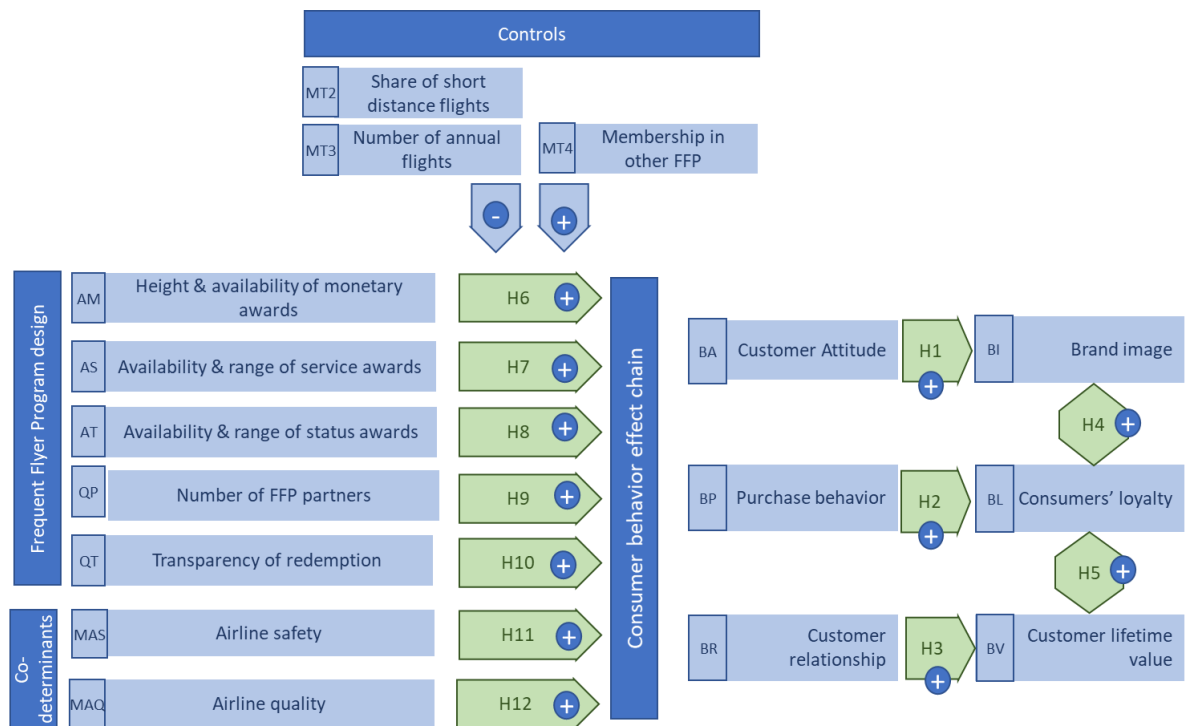 Controls
MT2
Share of short
distance flights
MT3
Number of annual
flights
MT4
Membership in
other FFP
-
+
Frequent Flyer Program design
AM
Height & availability of monetary
awards
H6
+
AS
Availability & range of service awards
H7
+
AT
Availability & range of status awards
H8
+
QP
Number of FFP partners
H9
+
QT
Transparency of redemption
H10
+
Co-
determinants
MAS
Airline safety
H11
+
MAQ
Airline quality
H12
+
Consumer behavior effect chain
BA
Customer Attitude
H1
+
BI
Brand image
H4
+
BP
Purchase behavior
H2
+
BL
Consumers’ loyalty
H5
+
BR
Customer
relationship
H3
+
BV
Customer lifetime
value